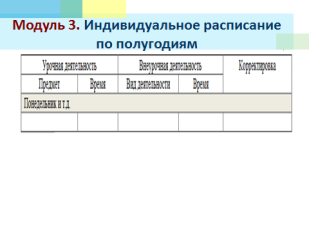 Модуль 3. Индивидуальное расписание
по полугодиям
Урочная деятельность Внеурочная деятельность Корректировка
Предмет Время Вид деятельности Время
Понедельник и т.д.